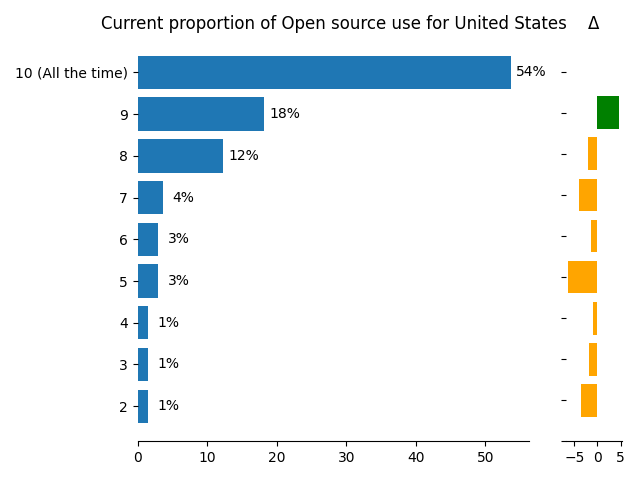 Current proportion of Open source use for United States Δ
10 (All the time) 54%
9 18%
8 12%
7 4%
6 3%
5 3%
4 1%
3 1%
2 1%
0 10 20 30 40 50 −5 0 5